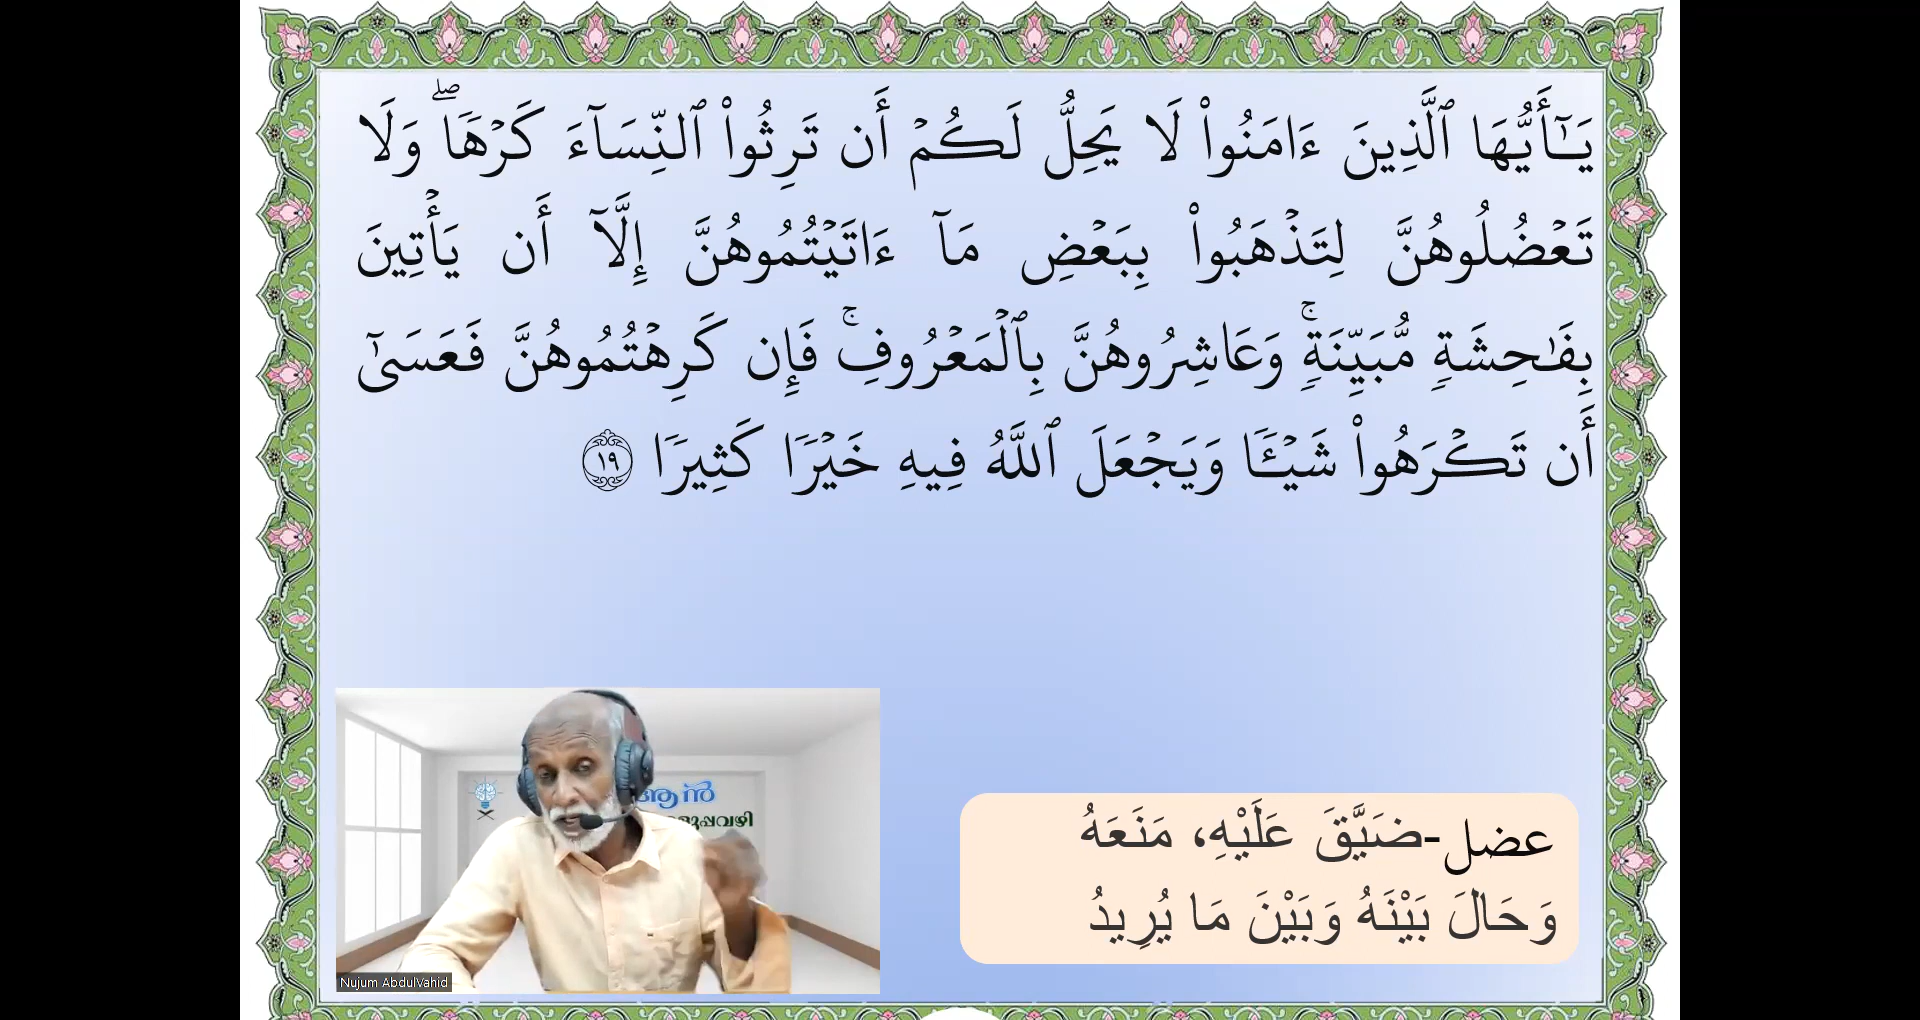 يَـٰٓأَيُّهَا ٱلَّذِينَ ءَامَنُوا۟ لَا يَحِلُّ لَكُمْ أَن تَرِثُوا۟ ٱلنِّسَآءَ كَرْهًا ۖ وَلَا
تَعْضُلُوهُنَّ لِتَذْهَبُوا۟ بِبَعْضِ مَآ ءَاتَيْتُمُوهُنَّ إِلَّآ أَن يَأْتِينَ
بِفَـٰحِشَةٍ مُّبَيِّنَةٍ ۚ وَعَاشِرُوهُنَّ بِٱلْمَعْرُوفِ ۚ فَإِن كَرِهْتُمُوهُنَّ فَعَسَىٰٓ
أَن تَكْرَهُوا۟ شَيْـًٔا وَيَجْعَلَ ٱللَّهُ فِيهِ خَيْرًا كَثِيرًا ١٩
عضل-ضَيَّقَ عَلَيْهِ، مَنَعَهُ
وَحَالَ بَيْنَهُ وَبَيْنَ مَا يُرِيدُ
Nujum AbdulVahid